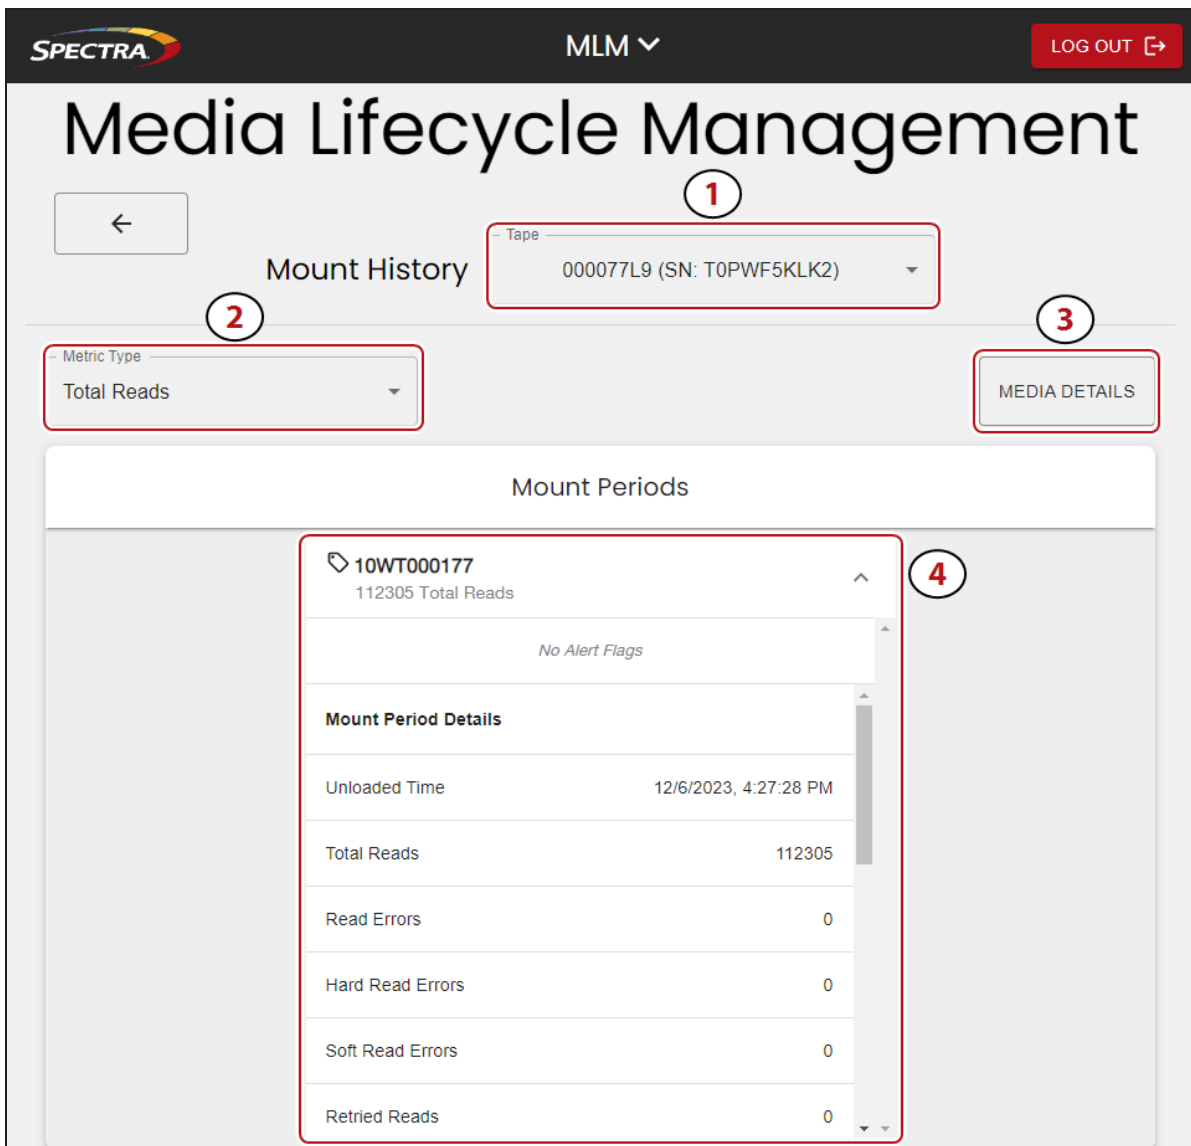 SPECTRA
MLM
LOG OUT
Media Lifecycle Management
1
Tape
Mount History
000077L9 (SN: T0PWF5KLK2)
2
3
Metric Type
Total Reads
MEDIA DETAILS
Mount Periods
10WT000177
4
112305 Total Reads
No Alert Flags
Mount Period Details
Unloaded Time 12/6/2023, 4:27:28 PM
Total Reads 112305
Read Errors 0
Hard Read Errors 0
Soft Read Errors 0
Retried Reads 0